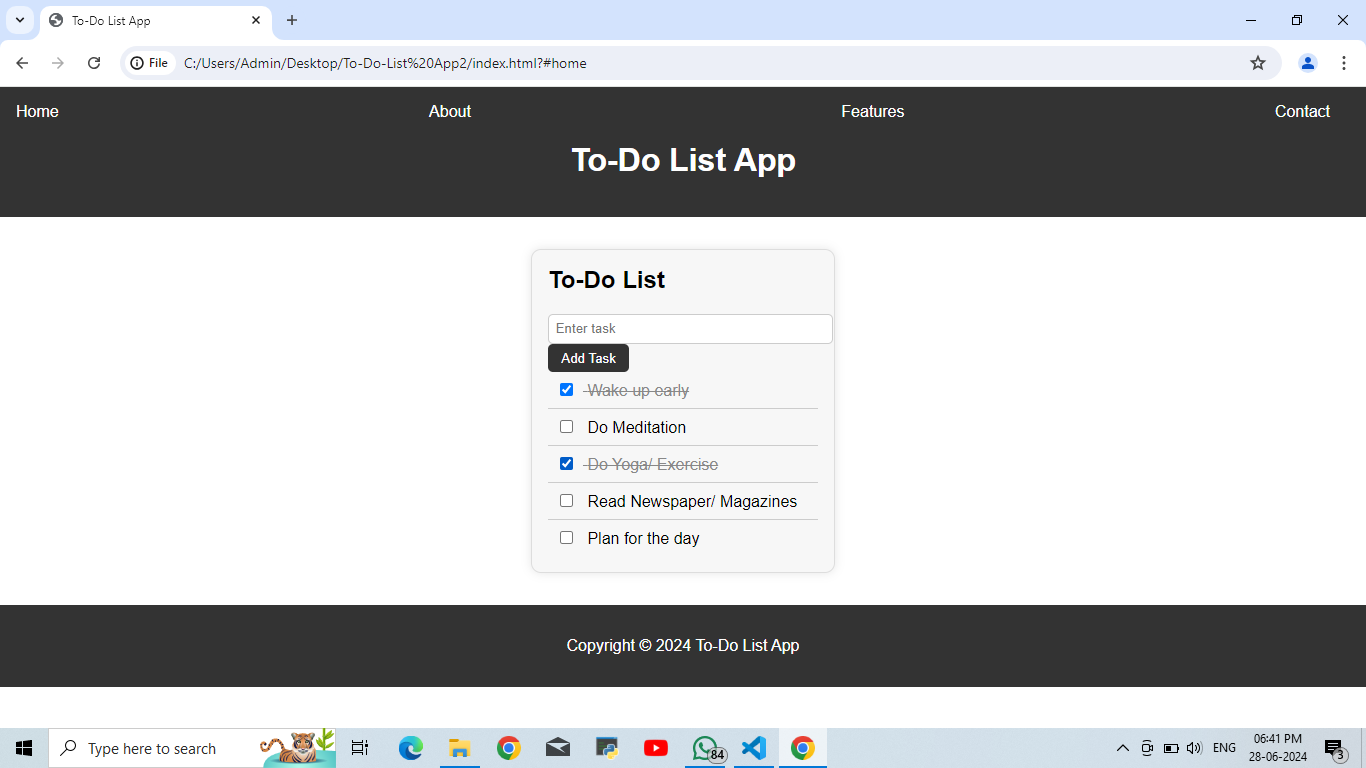 To-Do List App
File C:/Users/Admin/Desktop/To-Do-List%20App2/index.html?#home
Home About Features Contact
To-Do List App
To-Do List
Enter task
Add Task
Wake up early
Do Meditation
Do Yoga/ Exercise
Read Newspaper/ Magazines
Plan for the day
Copyright © 2024 To-Do List App
Type here to search
84
ENG
06:41 PM
28-06-2024
3